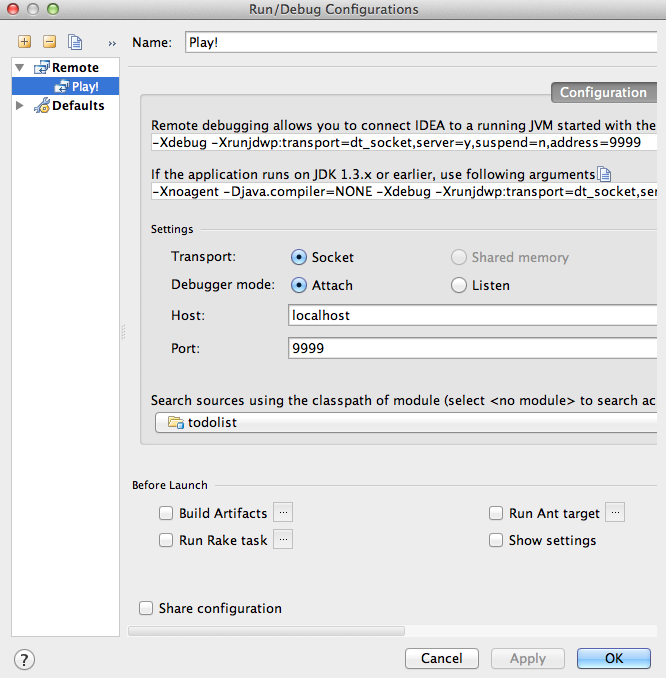 Run/Debug Configurations
»
Name: Play!
Remote
Play!
Defaults
Configuration
Remote debugging allows you to connect IDEA to a running JVM started with the
-Xdebug -Xrunjdwp:transport=dt_socket,server=y,suspend=n,address=9999
If the application runs on JDK 1.3.x or earlier, use following arguments
-Xnoagent -Djava.compiler=NONE -Xdebug -Xrunjdwp:transport=dt_socket,ser
Settings
Transport: Socket Shared memory
Debugger mode: Attach Listen
Host: localhost
Port: 9999
Search sources using the classpath of module (select <no module> to search ac
todolist
Before Launch
Build Artifacts ... Run Ant target ...
Run Rake task ... Show settings
Share configuration
? Cancel Apply OK